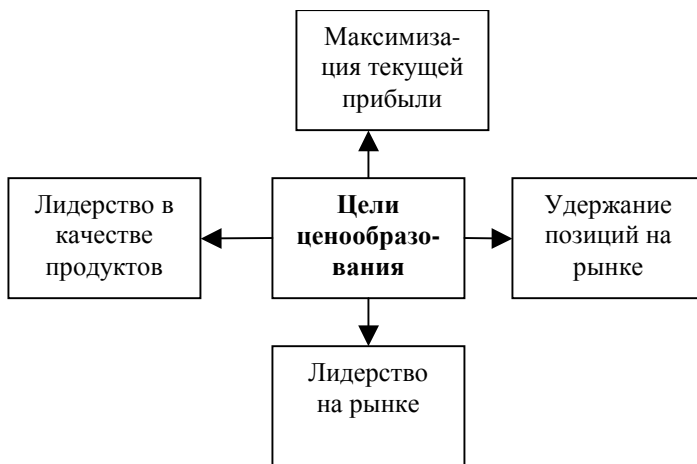 Максимиза-
ция текущей
прибыли
Лидерство в
качестве
продуктов
Цели
ценообразо-
вания
Удержание
позиций на
рынке
Лидерство
на рынке